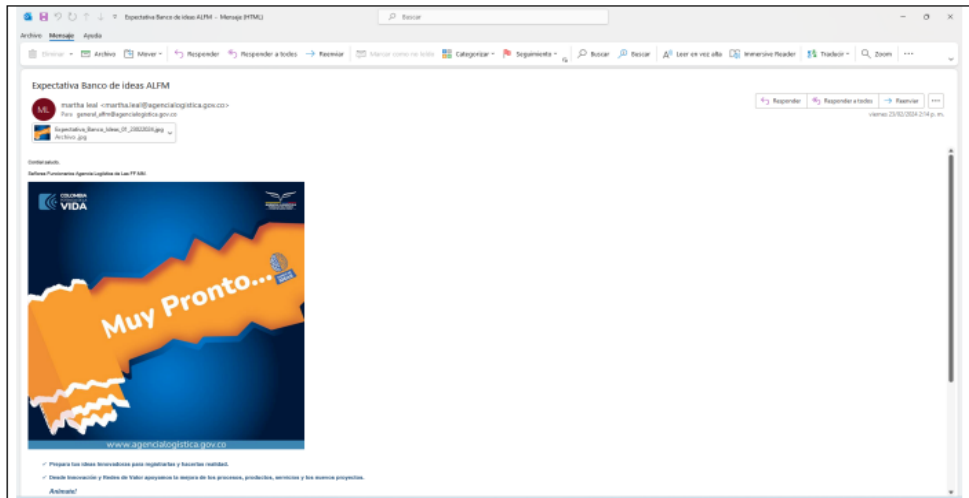 Expectativa Banco de ideas ALFM – Mensaje (HTML)
Buscar
Archivo Mensaje Ayuda
Eliminar Archivo Mover Responder Responder a todos Reenviar Marcar como no leído Categorizar Seguimiento Buscar Buscar Leer en voz alta Immersive Reader Traducir Zoom
Expectativa Banco de ideas ALFM
ML
martha leal <martha.leal@agencialogistica.gov.co>
Para general_alfm@agencialogistica.gov.co
Responder Responder a todos Reenviar
viernes 23/02/2024 2:14 p. m.
Expectativa_Banco_Ideas_01_23022024.jpg
Archivo .jpg
Cordial saludo,
Señores Funcionarios Agencia Logística de Las FF MM.
COLOMBIA
VIDA
Muy Pronto...
www.agencialogistica.gov.co
✓ Prepara tus ideas innovadoras para registrarlas y hacerlas realidad.
✓ Desde Innovación y Redes de Valor apoyamos la mejora de los procesos, productos, servicios y los nuevos proyectos.
Anímate!